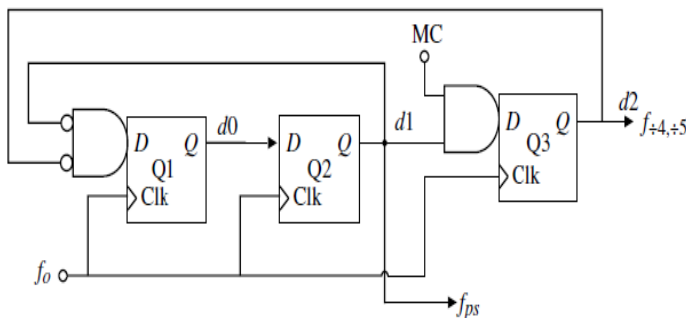 MC
d0
d1
d2
f÷4,÷5
D Q
Q1
Clk
D Q
Q2
Clk
D Q
Q3
Clk
fo
fps